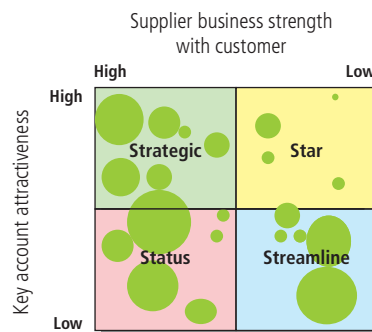 Supplier business strength
with customer
High
Low
High
Key account attractiveness
Strategic
Star
Status
Streamline
Low